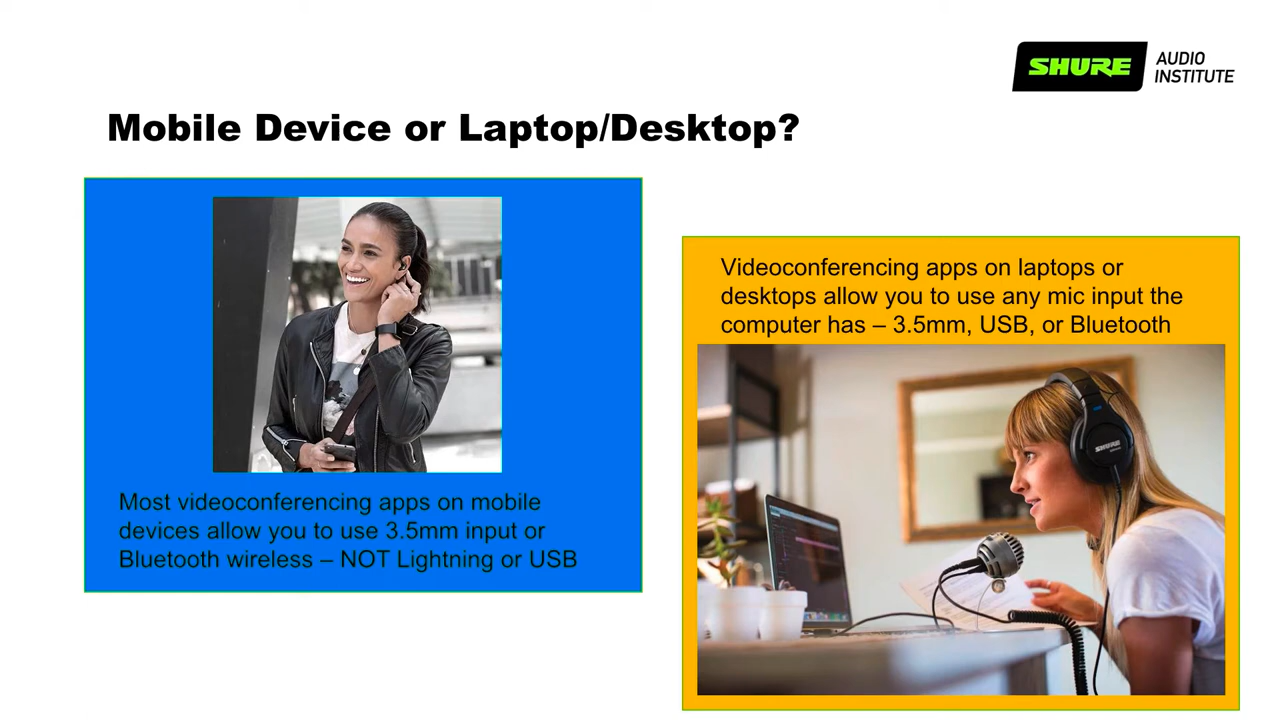 SHURE
AUDIO
INSTITUTE
Mobile Device or Laptop/Desktop?
Most videoconferencing apps on mobile
devices allow you to use 3.5mm input or
Bluetooth wireless – NOT Lightning or USB
Videoconferencing apps on laptops or
desktops allow you to use any mic input the
computer has – 3.5mm, USB, or Bluetooth
SHURE